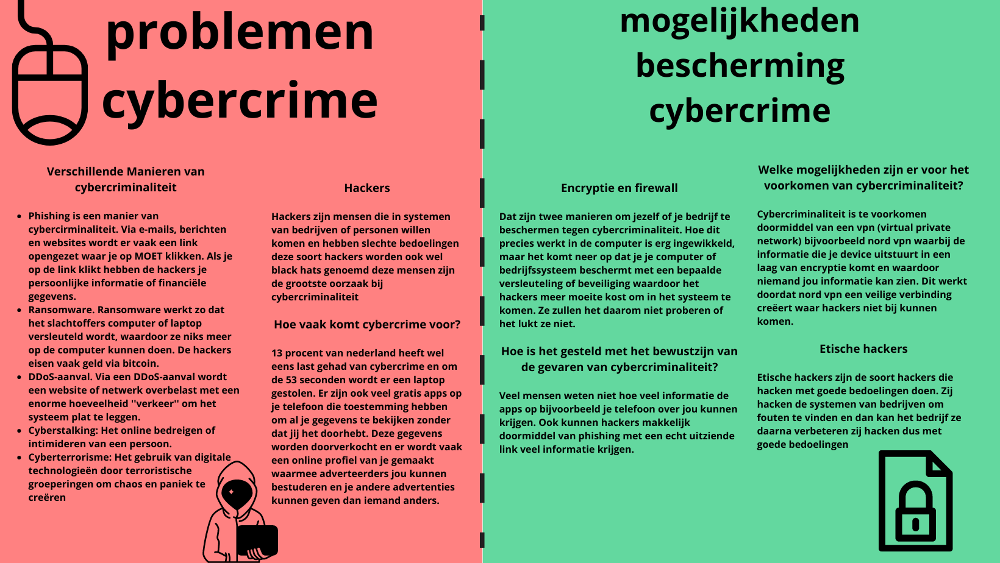 problemen
cybercrime
Verschillende Manieren van
cybercriminaliteit
• Phishing is een manier van
cybercirminaliteit. Via e-mails, berichten
en websites wordt er vaak een link
opengezet waar je op MOET klikken. Als je
op de link klikt hebben de hackers je
persoonlijke informatie of financiële
gegevens.
• Ransomware. Ransomware werkt zo dat
het slachtoffers computer of laptop
versleuteld wordt, waardoor ze niks meer
op de computer kunnen doen. De hackers
eisen vaak geld via bitcoin.
• DDoS-aanval. Via een DDoS-aanval wordt
een website of netwerk overbelast met een
enorme hoeveelheid ''verkeer'' om het
systeem plat te leggen.
• Cyberstalking: Het online bedreigen of
intimideren van een persoon.
• Cyberterrorisme: Het gebruik van digitale
technologieën door terroristische
groeperingen om chaos en paniek te
creëren
Hackers
Hackers zijn mensen die in systemen
van bedrijven of personen willen
komen en hebben slechte bedoelingen
deze soort hackers worden ook wel
black hats genoemd deze mensen zijn
de grootste oorzaak bij
cybercriminaliteit
Hoe vaak komt cybercrime voor?
13 procent van nederland heeft wel
eens last gehad van cybercrime en om
de 53 seconden wordt er een laptop
gestolen. Er zijn ook veel gratis apps op
je telefoon die toestemming hebben
om al je gegevens te bekijken zonder
dat jij het doorhebt. Deze gegevens
worden doorverkocht en er wordt vaak
een online profiel van je gemaakt
waarmee adverteerders jou kunnen
bestuderen en je andere advertenties
kunnen geven dan iemand anders.
mogelijkheden
bescherming
cybercrime
Encryptie en firewall
Dat zijn twee manieren om jezelf of je bedrijf te
beschermen tegen cybercriminaliteit. Hoe dit
precies werkt in de computer is erg ingewikkeld,
maar het komt neer op dat je je computer of
bedrijfssysteem beschermt met een bepaalde
versleuteling of beveiliging waardoor het
hackers meer moeite kost om in het systeem te
komen. Ze zullen het daarom niet proberen of
het lukt ze niet.
Hoe is het gesteld met het bewustzijn van
de gevaren van cybercriminaliteit?
Veel mensen weten niet hoe veel informatie de
apps op bijvoorbeeld je telefoon over jou kunnen
krijgen. Ook kunnen hackers makkelijk
doormiddel van phishing met een echt uitziende
link veel informatie krijgen.
Welke mogelijkheden zijn er voor het
voorkomen van cybercriminaliteit?
Cybercriminaliteit is te voorkomen
doormiddel van een vpn (virtual private
network) bijvoorbeeld nord vpn waarbij de
informatie die je device uitstuurt in een
laag van encryptie komt en waardoor
niemand jou informatie kan zien. Dit werkt
doordat nord vpn een veilige verbinding
creëert waar hackers niet bij kunnen
komen.
Etische hackers
Etische hackers zijn de soort hackers die
hacken met goede bedoelingen doen. Zij
hacken de systemen van bedrijven om
fouten te vinden en dan kan het bedrijf ze
daarna verbeteren zij hacken dus met
goede bedoelingen